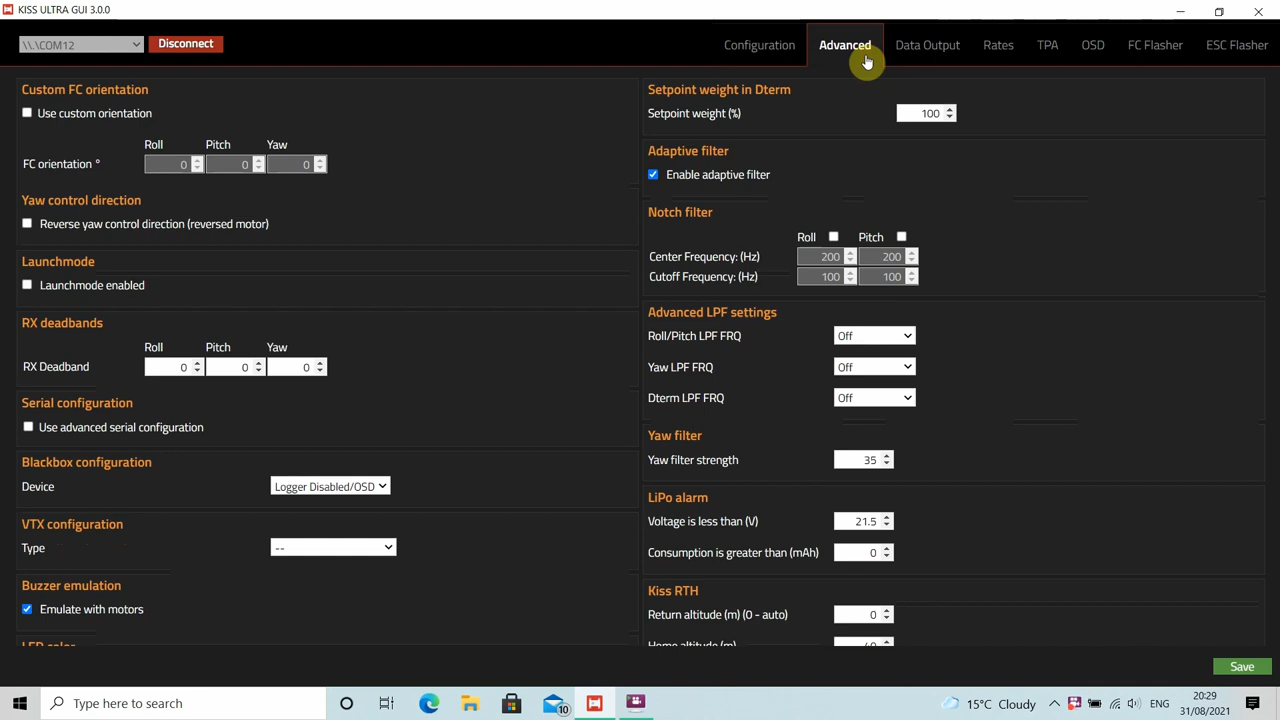 KISS ULTRA GUI 3.0.0
\\.\COM12
Disconnect
Configuration
Advanced
Data Output
Rates
TPA
OSD
FC Flasher
ESC Flasher
Custom FC orientation
Use custom orientation
Roll Pitch Yaw
FC orientation ° 0 0 0
Yaw control direction
Reverse yaw control direction (reversed motor)
Launchmode
Launchmode enabled
RX deadbands
Roll Pitch Yaw
RX Deadband 0 0 0
Serial configuration
Use advanced serial configuration
Blackbox configuration
Device Logger Disabled/OSD
VTX configuration
Type --
Buzzer emulation
Emulate with motors
LED color
Setpoint weight in Dterm
Setpoint weight (%) 100
Adaptive filter
Enable adaptive filter
Notch filter
Roll Pitch
Center Frequency: (Hz) 200 200
Cutoff Frequency: (Hz) 100 100
Advanced LPF settings
Roll/Pitch LPF FRQ Off
Yaw LPF FRQ Off
Dterm LPF FRQ Off
Yaw filter
Yaw filter strength 35
LiPo alarm
Voltage is less than (V) 21.5
Consumption is greater than (mAh) 0
Kiss RTH
Return altitude (m) (0 - auto) 0
Home altitude (m) 40
Save
Type here to search
10
15°C Cloudy
ENG
20:29
31/08/2021